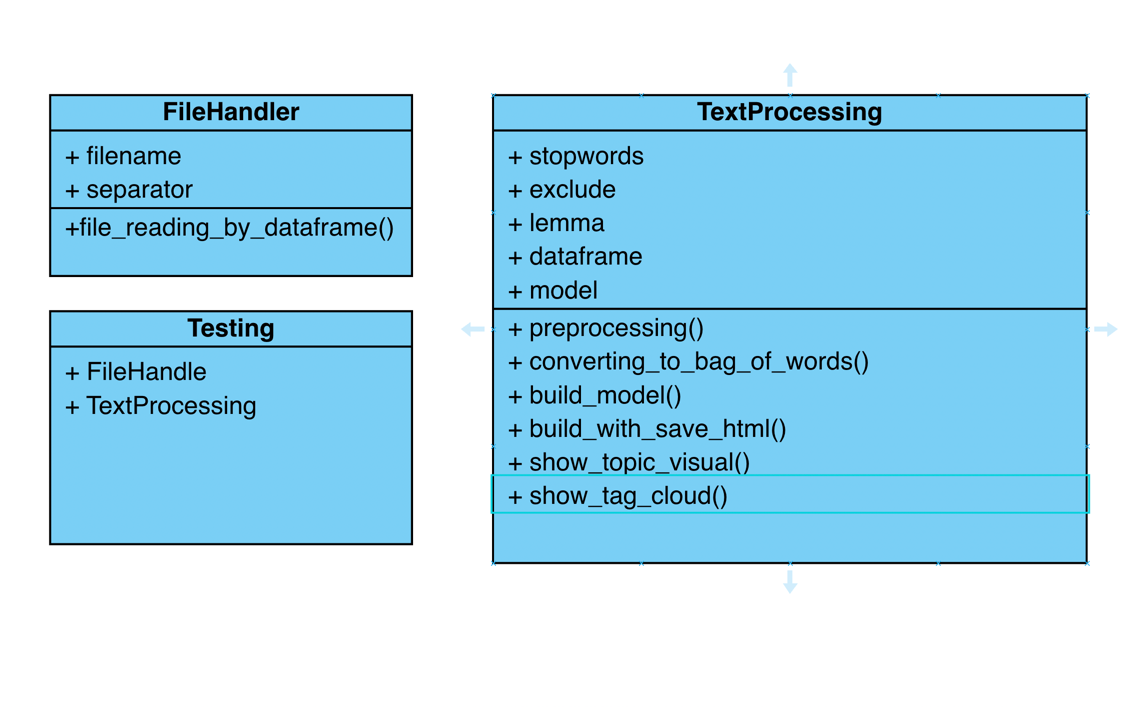 FileHandler
+ filename
+ separator
+file_reading_by_dataframe()
Testing
+ FileHandle
+ TextProcessing
TextProcessing
+ stopwords
+ exclude
+ lemma
+ dataframe
+ model
+ preprocessing()
+ converting_to_bag_of_words()
+ build_model()
+ build_with_save_html()
+ show_topic_visual()
+ show_tag_cloud()